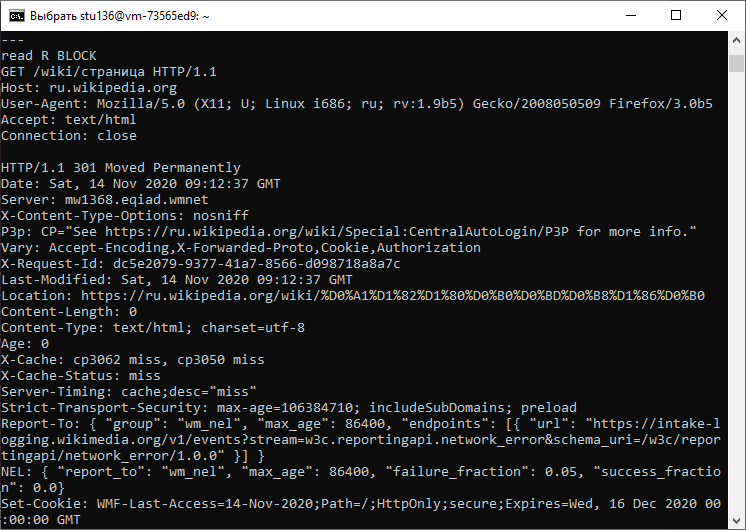 Выбрать stu136@vm-73565ed9: ~
---
read R BLOCK
GET /wiki/страница HTTP/1.1
Host: ru.wikipedia.org
User-Agent: Mozilla/5.0 (X11; U; Linux i686; ru; rv:1.9b5) Gecko/2008050509 Firefox/3.0b5
Accept: text/html
Connection: close

HTTP/1.1 301 Moved Permanently
Date: Sat, 14 Nov 2020 09:12:37 GMT
Server: mw1368.eqiad.wmnet
X-Content-Type-Options: nosniff
P3p: CP="See https://ru.wikipedia.org/wiki/Special:CentralAutoLogin/P3P for more info."
Vary: Accept-Encoding,X-Forwarded-Proto,Cookie,Authorization
X-Request-Id: dc5e2079-9377-41a7-8566-d098718a8a7c
Last-Modified: Sat, 14 Nov 2020 09:12:37 GMT
Location: https://ru.wikipedia.org/wiki/%D0%A1%D1%82%D1%80%D0%B0%D0%BD%D0%B8%D1%86%D0%B0
Content-Length: 0
Content-Type: text/html; charset=utf-8
Age: 0
X-Cache: cp3062 miss, cp3050 miss
X-Cache-Status: miss
Server-Timing: cache;desc="miss"
Strict-Transport-Security: max-age=106384710; includeSubDomains; preload
Report-To: { "group": "wm_nel", "max_age": 86400, "endpoints": [{ "url": "https://intake-l
ogging.wikimedia.org/v1/events?stream=w3c.reportingapi.network_error&schema_uri=/w3c/repor
tingapi/network_error/1.0.0" }] }
NEL: { "report_to": "wm_nel", "max_age": 86400, "failure_fraction": 0.05, "success_fractio
n": 0.0}
Set-Cookie: WMF-Last-Access=14-Nov-2020;Path=/;HttpOnly;secure;Expires=Wed, 16 Dec 2020 00
:00:00 GMT